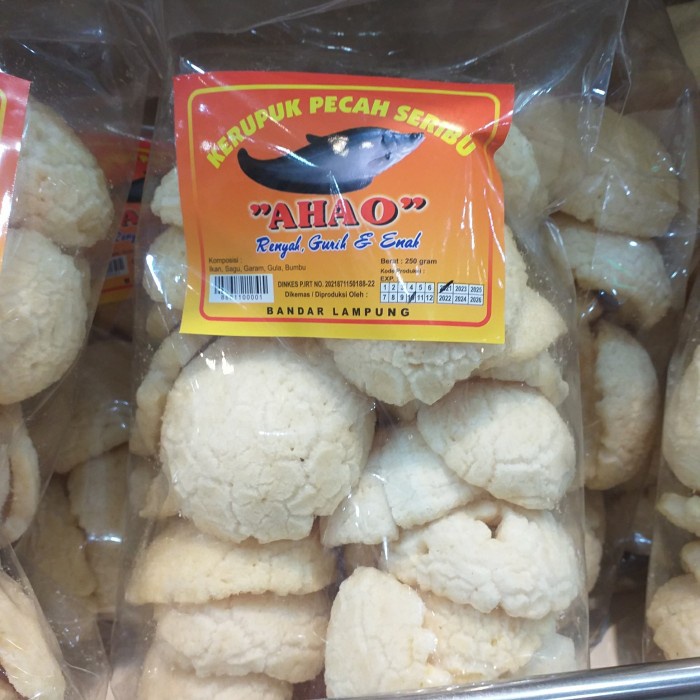 KERUPUK PECAH SERIBU
"AHAO"
Renyah, Gurih & Enak
Komposisi :
Ikan, Sagu, Garam, Gula, Bumbu
Berat : 250 gram
Kode Produksi :
EXP
DINKES P.IRT NO. 2021871150188-22
Dikemas / Diproduksi Oleh :
1 2 3 4 5 6 2021 2023 2025
7 8 9 10 11 12 2022 2024 2026
BANDAR LAMPUNG